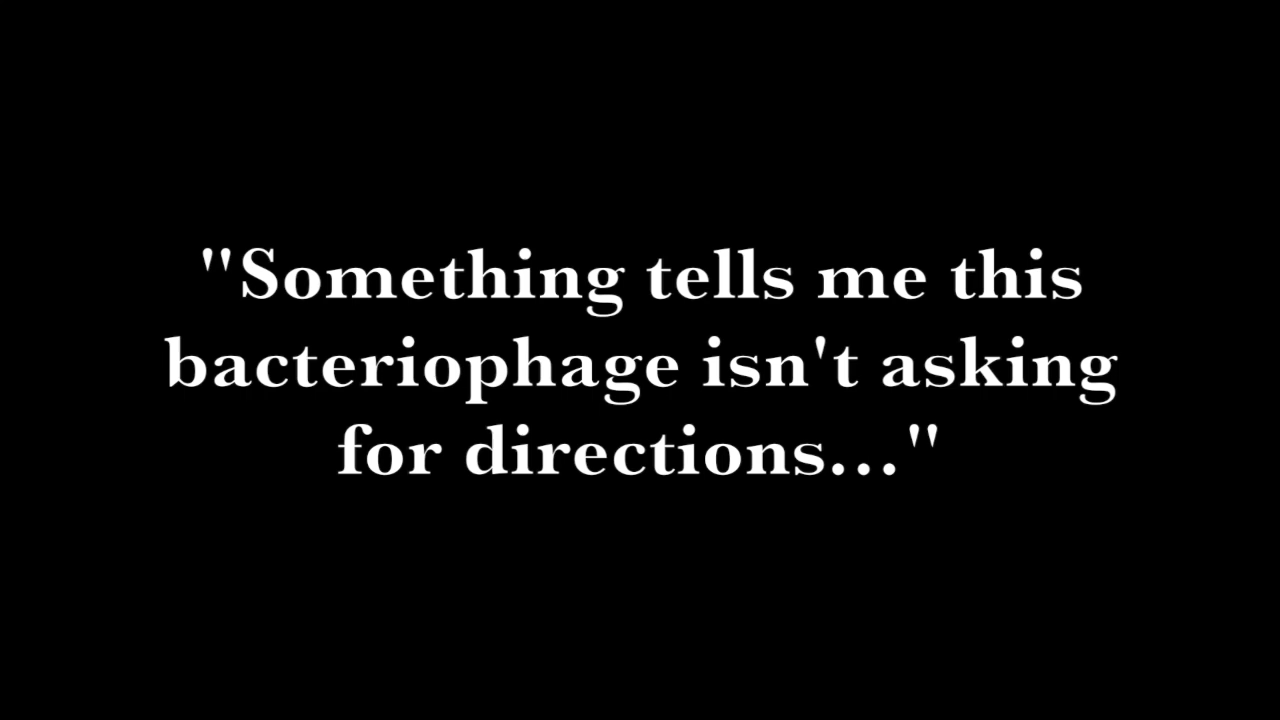 "Something tells me this
bacteriophage isn't asking
for directions..."